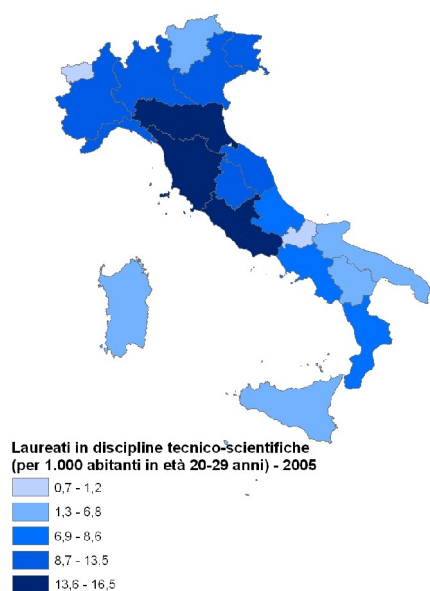 Laureati in discipline tecnico-scientifiche
(per 1.000 abitanti in età 20-29 anni) - 2005
0,7 - 1,2
1,3 - 6,8
6,9 - 8,6
8,7 - 13,5
13,6 - 16,5